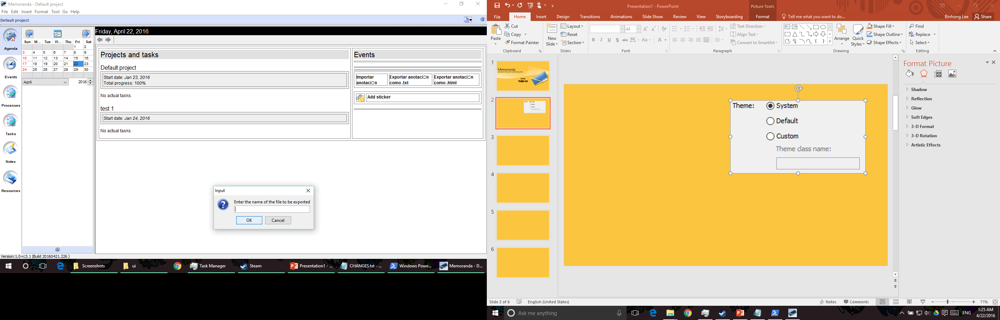 Memoranda - Default project
File Edit Insert Format Tool Go Help
Default project
Agenda
Events
Processes
Tasks
Notes
Resources
Sun M... Tue W... Thu Fri Sat
1 2
3 4 5 6 7 8 9
10 11 12 13 14 15 16
17 18 19 20 21 22 23
24 25 26 27 28 29 30
April 2016
Friday, April 22, 2016
Projects and tasks
Default project
Start date: Jan 23, 2016
Total progress: 100%
No actual tasks.
test 1
Start date: Jan 24, 2016
No actual tasks.
Events
Importar
anotaci□n
Exportar anotaci□n
como .txt
Exportar anotaci□n
como .html
Add sticker
Input
Enter the name of the file to be exported
OK Cancel
Version:1.0-rc3.1 (Build 20160421.226 )
Screenshots ui Task Manager Steam Presentation1 - ... CHANGES.txt - ... Windows Powe... Memoranda - D...
Presentation1 - PowerPoint
Picture Tools
File Home Insert Design Transitions Animations Slide Show Review View Storyboarding Format Tell me what you want to do... Binhong Lee Share
Paste
Cut
Copy
Format Painter
Clipboard
New
Slide
Layout
Reset
Section
Slides
44
B I U S abc AV Aa A
Font
Text Direction
Align Text
Convert to SmartArt
Paragraph
Arrange
Quick
Styles
Shape Fill
Shape Outline
Shape Effects
Drawing
Find
Replace
Select
Editing
1
Memoranda
personal diary and scheduling tool
TEAM GO
2
3
4
5
6
Theme: System
Default
Custom
Theme class name:
Format Picture
Shadow
Reflection
Glow
Soft Edges
3-D Format
3-D Rotation
Artistic Effects
Slide 2 of 6 English (United States) Notes Comments 71%
Ask me anything
ENG
1:25 AM
4/22/2016